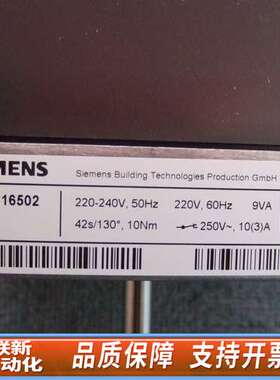 MENS Siemens Building Technologies Production GmbH
16502 220-240V, 50Hz 220V, 60Hz 9VA
42s/130°, 10Nm 250V~, 10(3)A
联新
动化 品质保障 支持开票